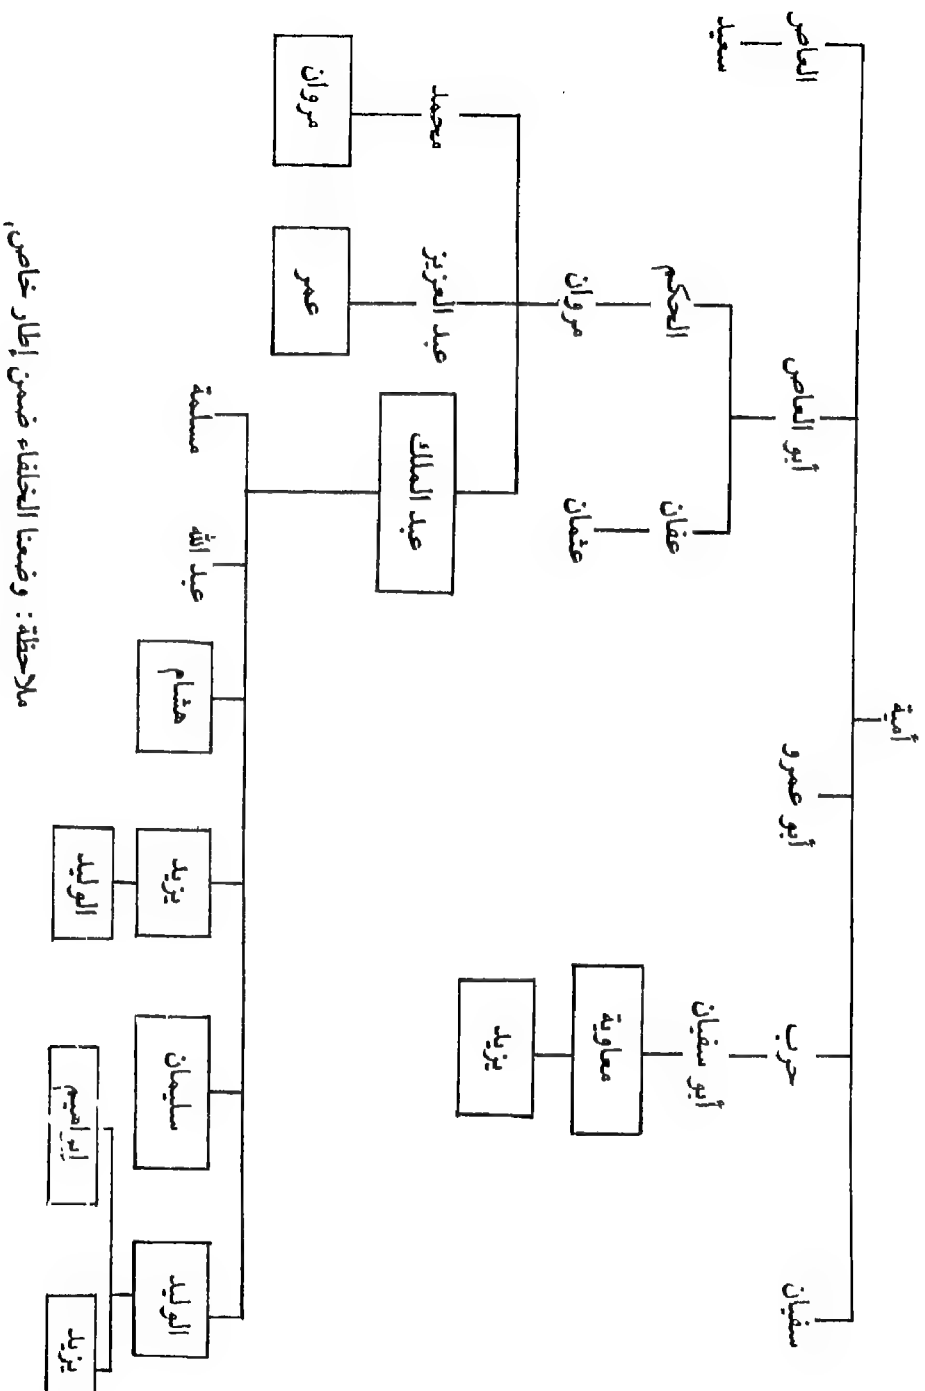 أمية
سفيان حرب أبو عمرو أبو العاص العاص
أبو سفيان عفان الحكم سعيد
معاوية عثمان مروان
يزيد عبد الملك عبد العزيز محمد
عمر مروان
الوليد سليمان يزيد هشام عبد الله مسلمة
يزيد ابراهيم الوليد
ملاحظة: وضعنا الخلفاء ضمن إطار خاص,